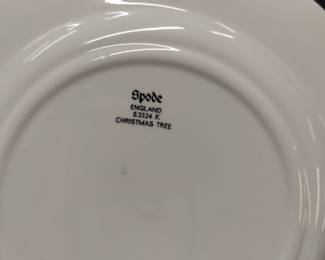 Spode
ENGLAND
S3324 K
CHRISTMAS TREE